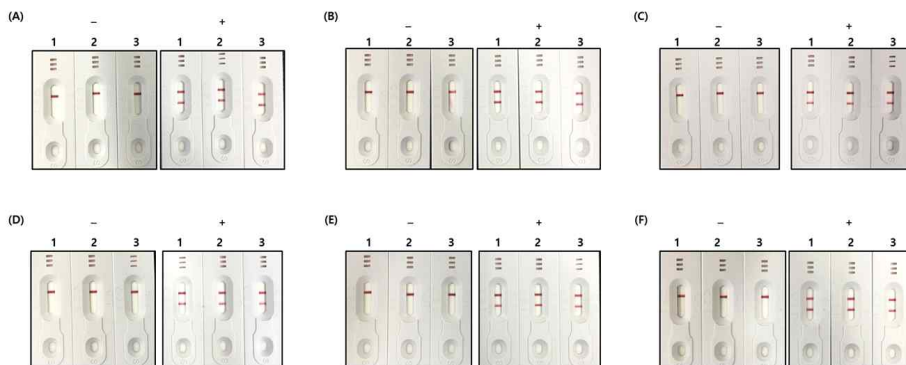 (A) – +
1 2 3 1 2 3
(B) – +
1 2 3 1 2 3
(C) – +
1 2 3 1 2 3
(D) – +
1 2 3 1 2 3
(E) – +
1 2 3 1 2 3
(F) – +
1 2 3 1 2 3